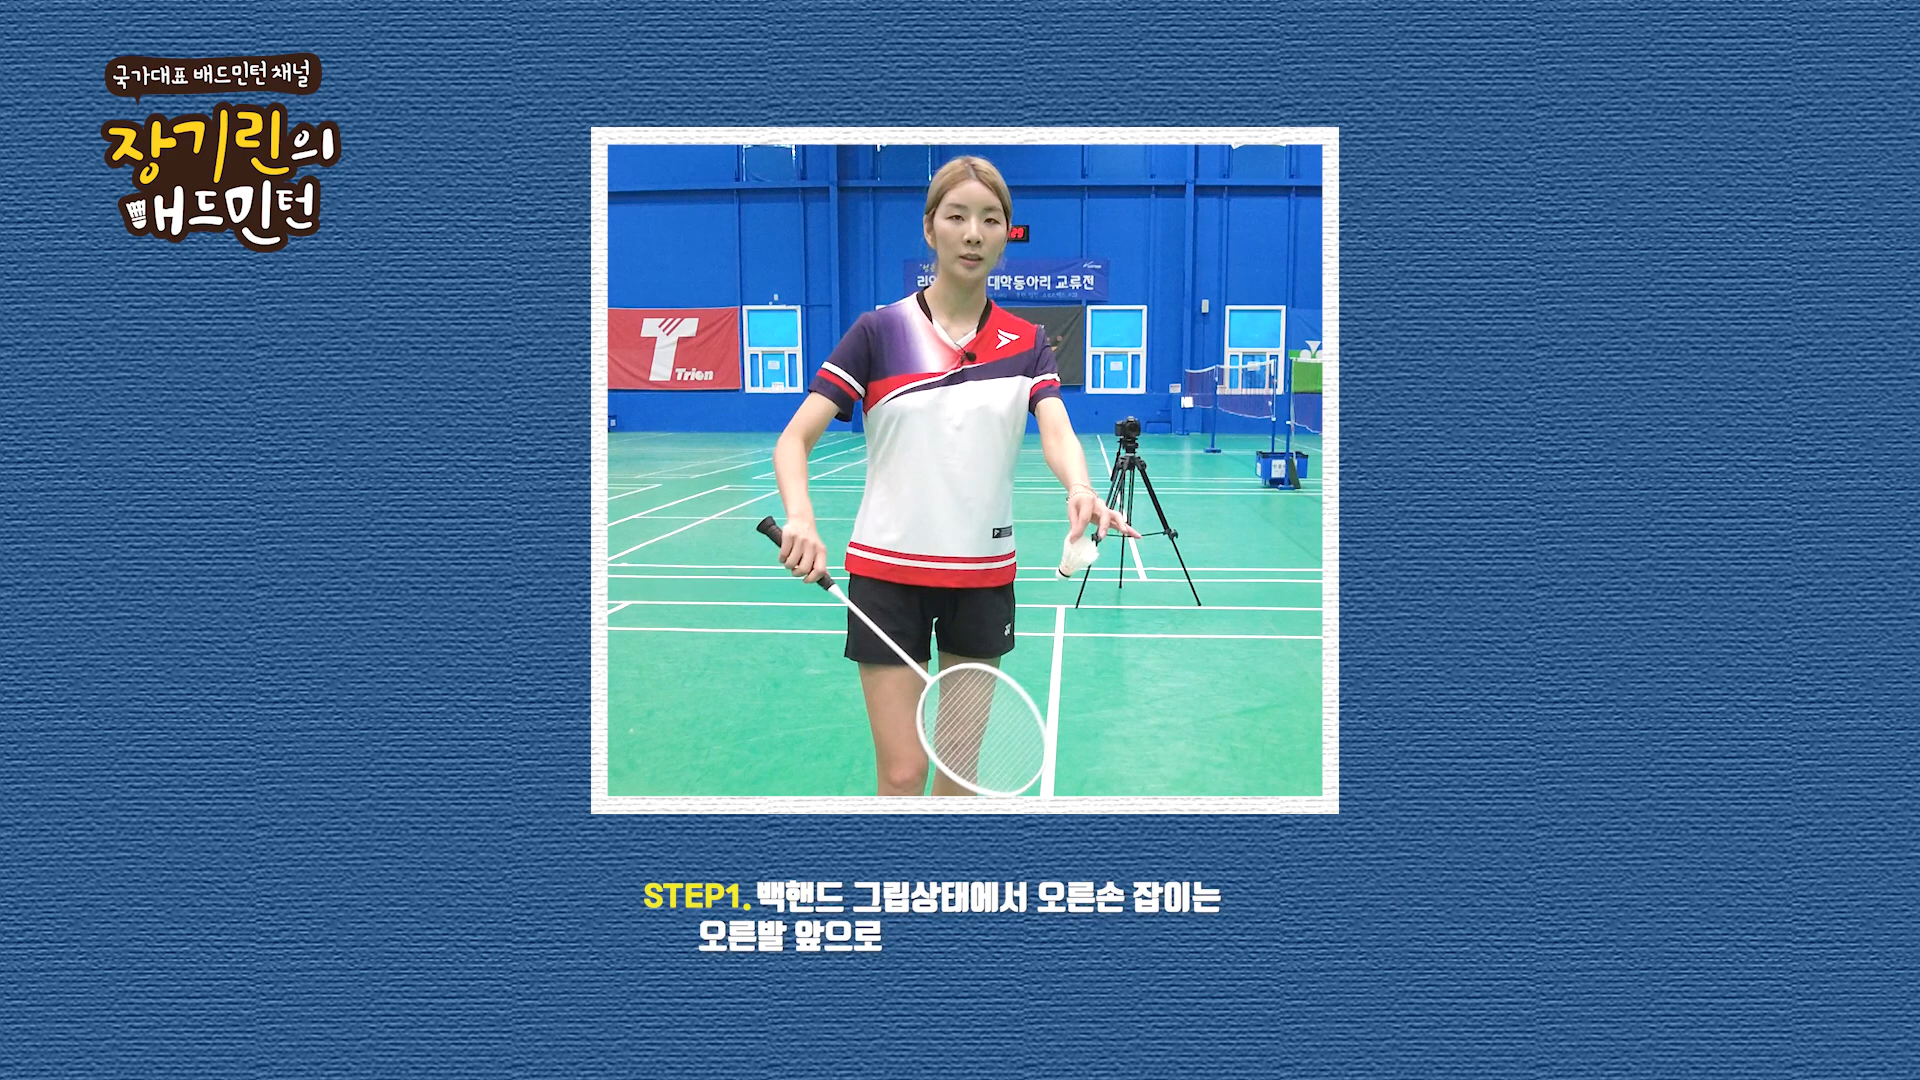 국가대표 배드민턴 채널
장기린의
배드민턴
29
대학동아리 교류전
Trion
STEP1. 백핸드 그립상태에서 오른손 잡이는
오른발 앞으로